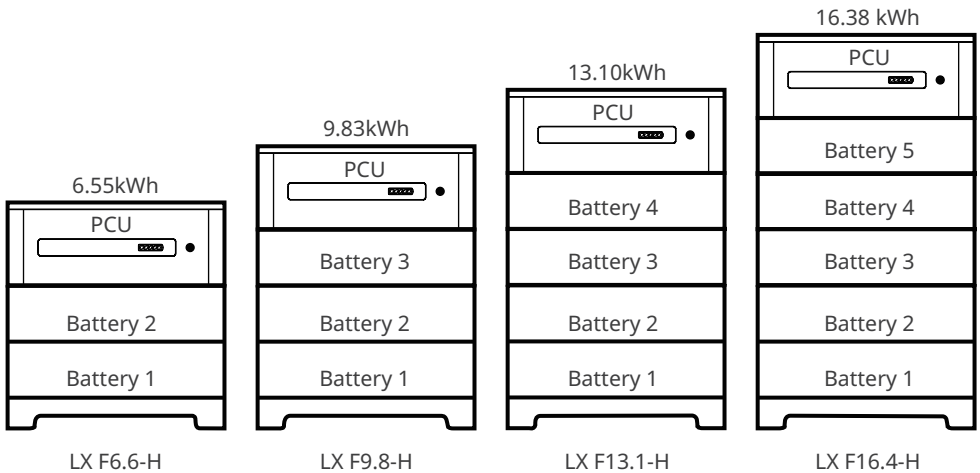 6.55kWh
PCU
Battery 2
Battery 1
LX F6.6-H
9.83kWh
PCU
Battery 3
Battery 2
Battery 1
LX F9.8-H
13.10kWh
PCU
Battery 4
Battery 3
Battery 2
Battery 1
LX F13.1-H
16.38 kWh
PCU
Battery 5
Battery 4
Battery 3
Battery 2
Battery 1
LX F16.4-H